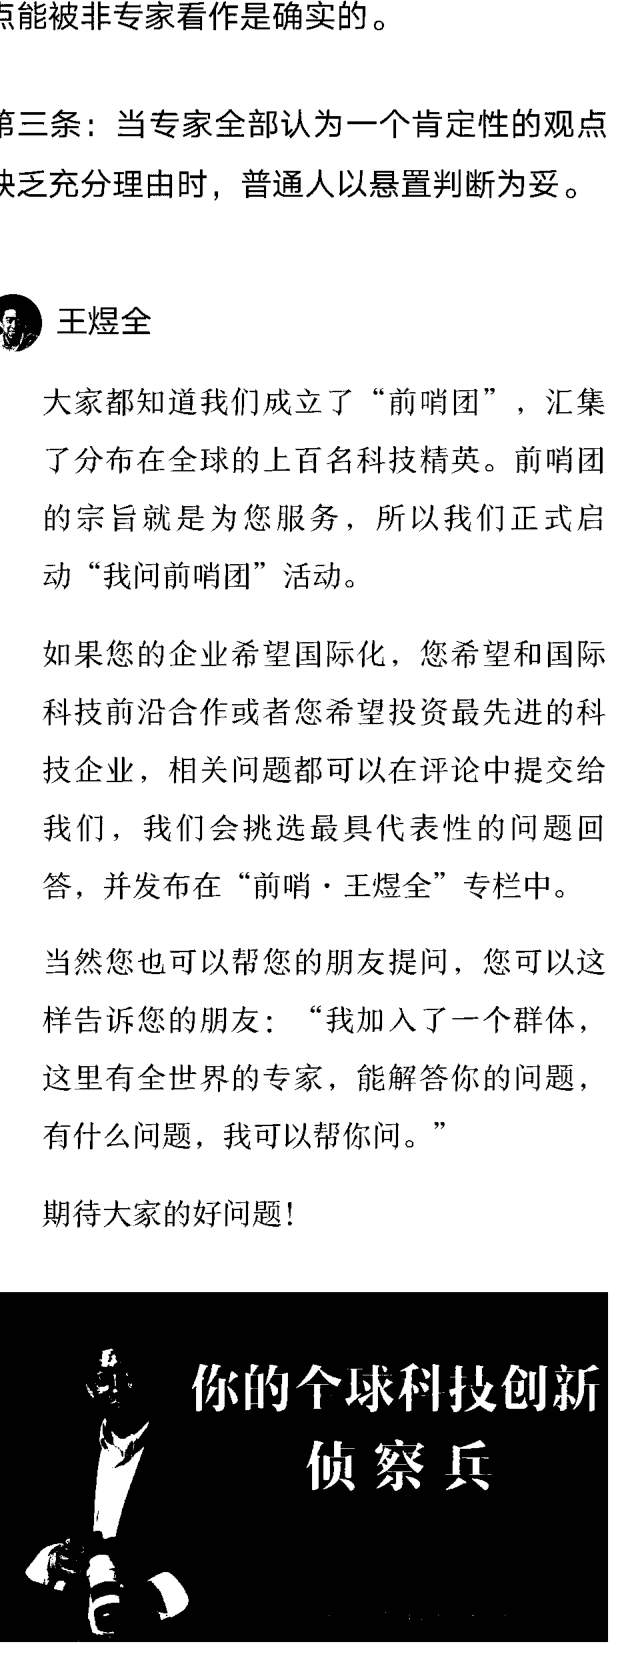 点能被非专家看作是确实的。
第三条：当专家全部认为一个肯定性的观点
缺乏充分理由时，普通人以悬置判断为妥。
王煜全
大家都知道我们成立了“前哨团”，汇集
了分布在全球的上百名科技精英。前哨团
的宗旨就是为您服务，所以我们正式启
动“我问前哨团”活动。
如果您的企业希望国际化，您希望和国际
科技前沿合作或者您希望投资最先进的科
技企业，相关问题都可以在评论中提交给
我们，我们会挑选最具代表性的问题回
答，并发布在“前哨·王煜全”专栏中。
当然您也可以帮您的朋友提问，您可以这
样告诉您的朋友：“我加入了一个群体，
这里有全世界的专家，能解答你的问题，
有什么问题，我可以帮你问。”
期待大家的好问题！
你的全球科技创新
侦察兵